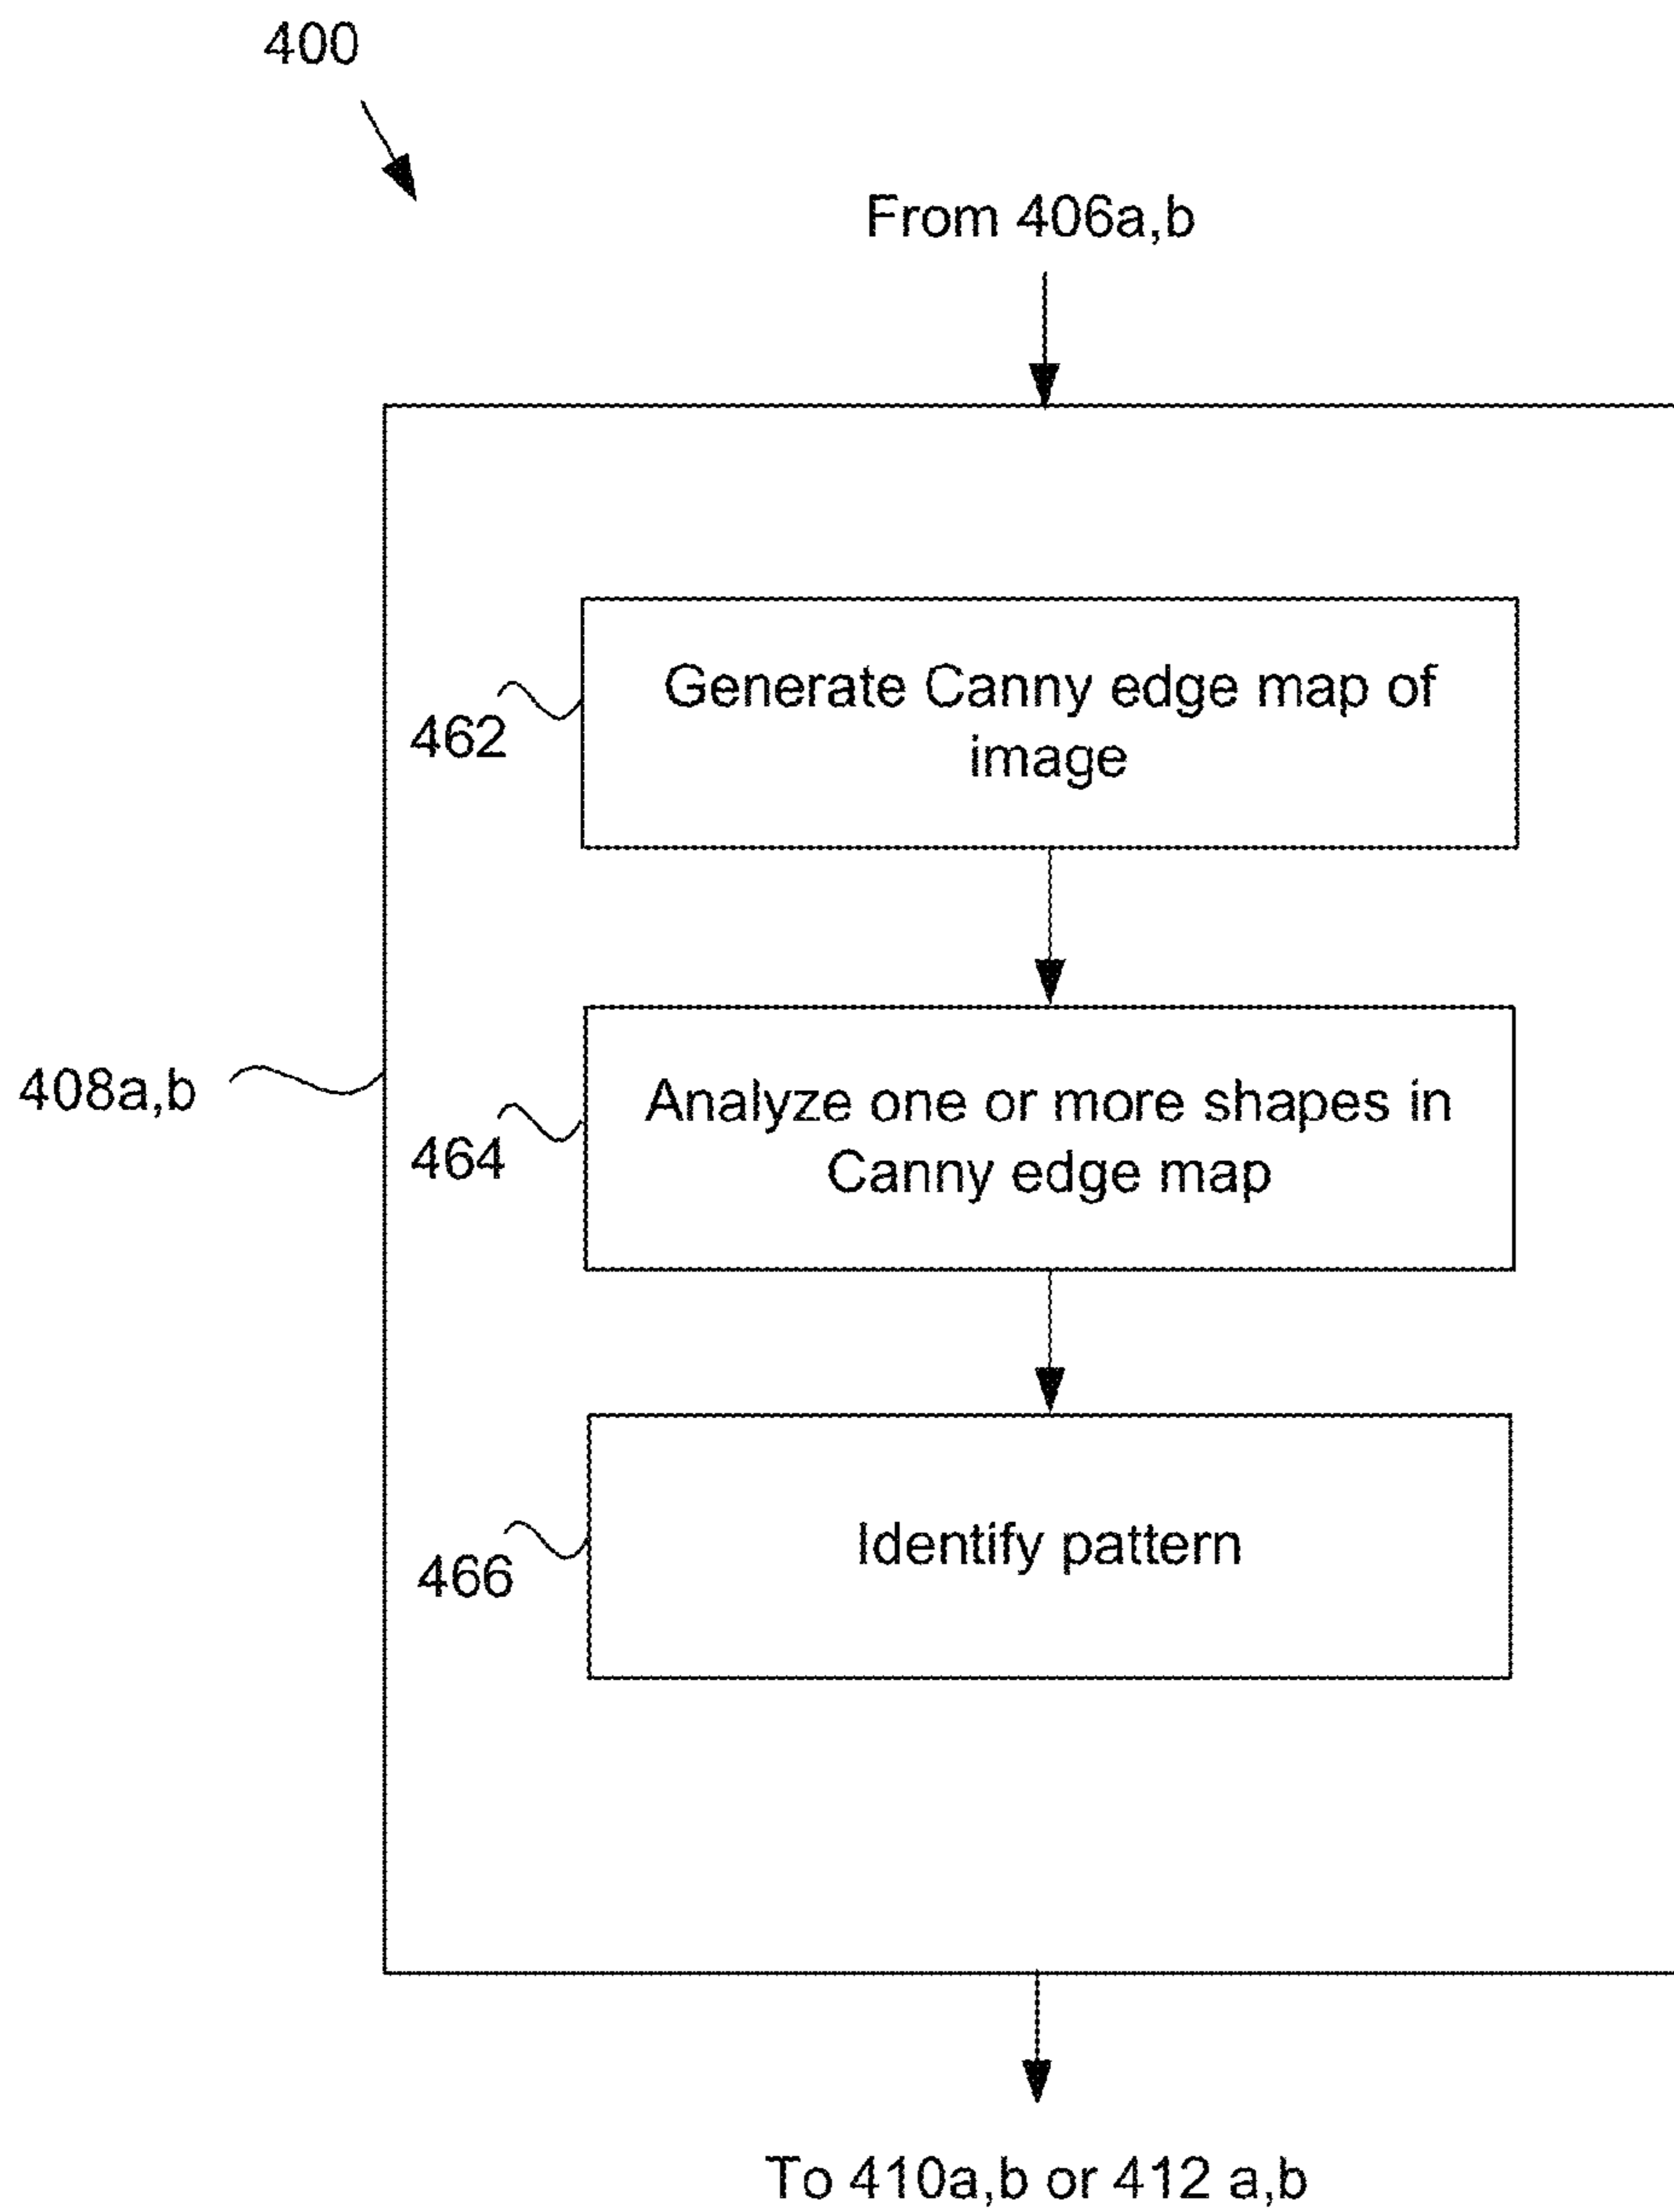 400
From 406a,b
Generate Canny edge map of
image
462
Analyze one or more shapes in
Canny edge map
408a,b
464
Identify pattern
466
To 410a,b or 412 a,b